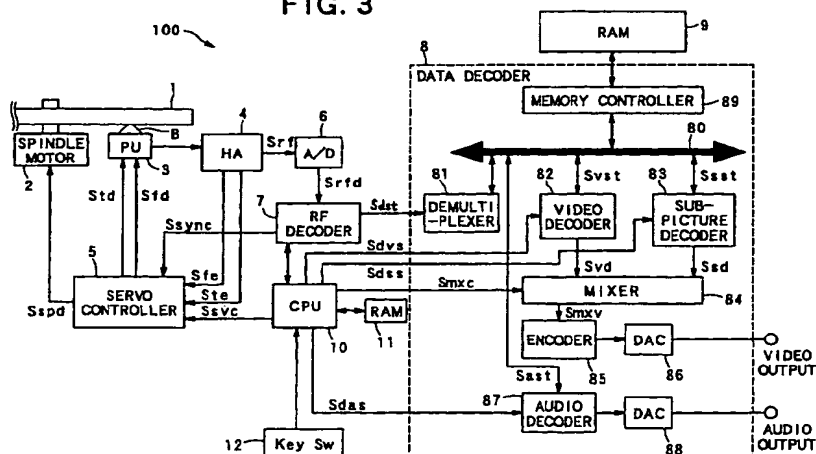 FIG. 3
100
RAM
9
8
DATA DECODER
MEMORY CONTROLLER
89
80
1
B
SPINDLE
MOTOR
2
PU
3
4
HA
Srf
6
A/D
Srfd
Std
Sfd
7
RF
DECODER
Sdst
81
DEMULTI
-PLEXER
Svst
82
VIDEO
DECODER
Ssst
83
SUB-
PICTURE
DECODER
Ssync
Sdvs
Sdss
Svd
Ssd
5
SERVO
CONTROLLER
Sfe
Ste
Ssvc
Sspd
CPU
10
Smxc
RAM
11
MIXER
84
Smxv
ENCODER
85
DAC
86
VIDEO
OUTPUT
Sast
87
AUDIO
DECODER
DAC
88
AUDIO
OUTPUT
Sdas
12
Key Sw